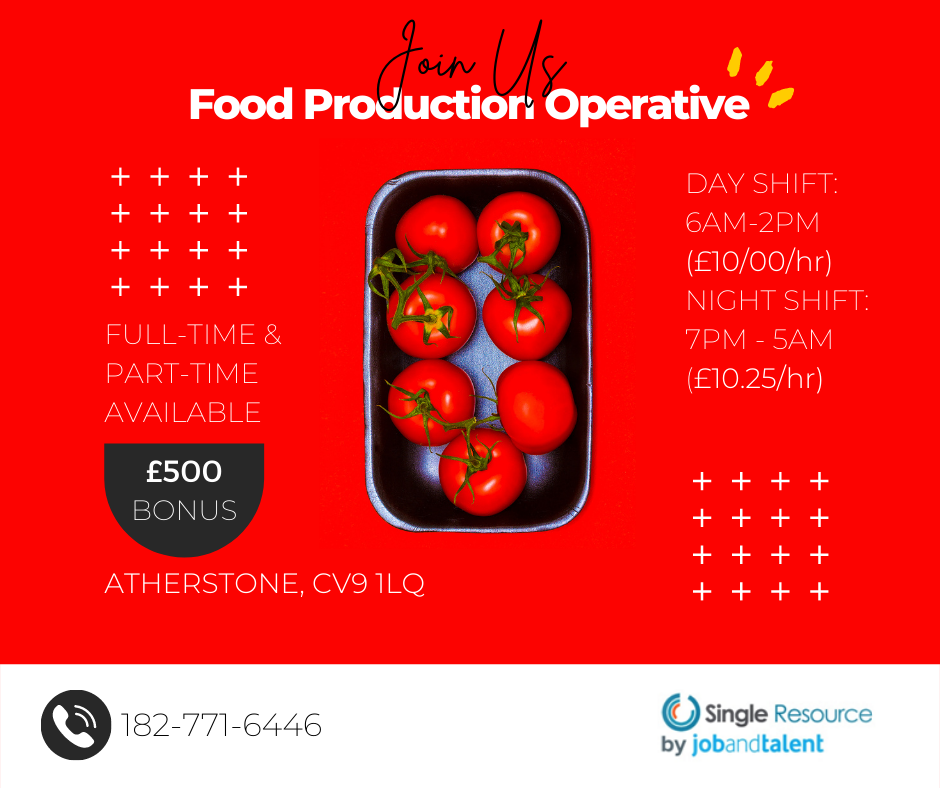 Join Us
Food Production Operative
FULL-TIME &
PART-TIME
AVAILABLE
£500
BONUS
ATHERSTONE, CV9 1LQ
DAY SHIFT:
6AM-2PM
(£10/00/hr)
NIGHT SHIFT:
7PM - 5AM
(£10.25/hr)
182-771-6446
Single Resource
by jobandtalent